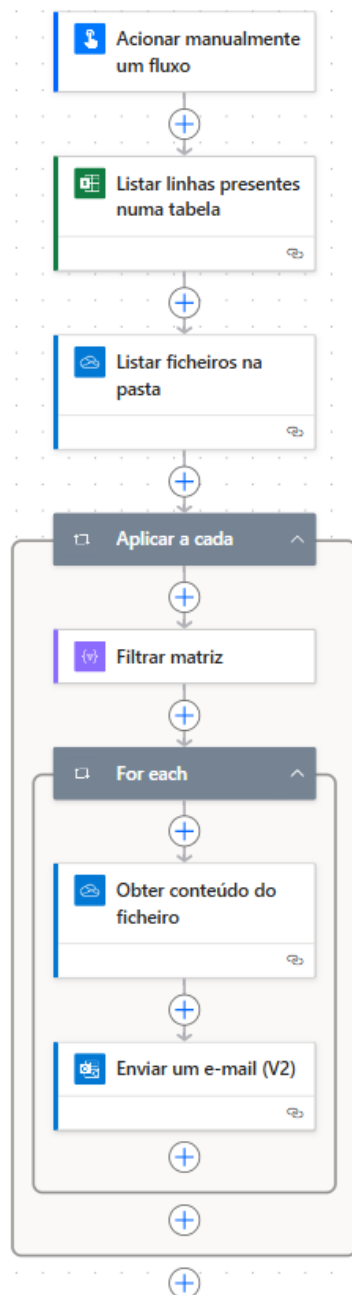 Acionar manualmente
um fluxo
Listar linhas presentes
numa tabela
Listar ficheiros na
pasta
Aplicar a cada
Filtrar matriz
For each
Obter conteúdo do
ficheiro
Enviar um e-mail (V2)